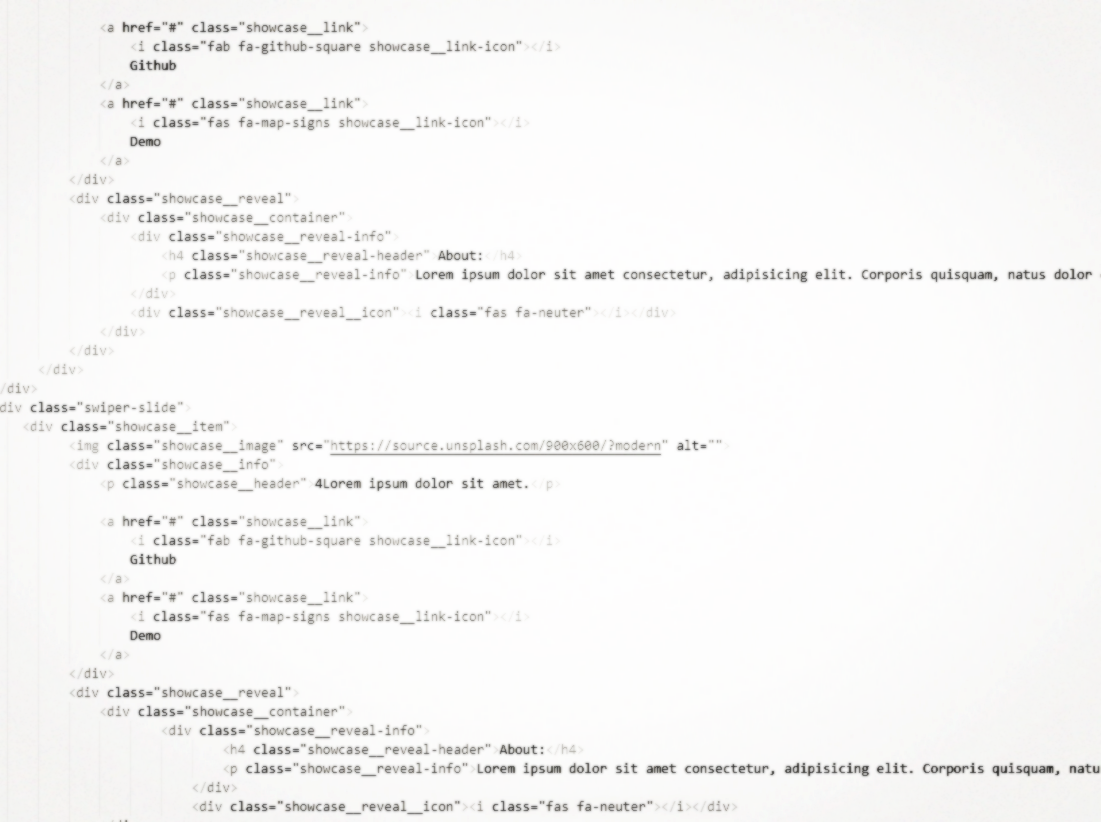 <a href="#" class="showcase__link">
<i class="fab fa-github-square showcase__link-icon"></i>
Github
</a>
<a href="#" class="showcase__link">
<i class="fas fa-map-signs showcase__link-icon"></i>
Demo
</a>
</div>
<div class="showcase__reveal">
<div class="showcase__container">
<div class="showcase__reveal-info">
<h4 class="showcase__reveal-header">About:</h4>
<p class="showcase__reveal-info">Lorem ipsum dolor sit amet consectetur, adipisicing elit. Corporis quisquam, natus dolor
</div>
<div class="showcase__reveal__icon"><i class="fas fa-neuter"></i></div>
</div>
</div>
</div>
/div>
div class="swiper-slide">
<div class="showcase__item">
<img class="showcase__image" src="https://source.unsplash.com/900x600/?modern" alt="">
<div class="showcase__info">
<p class="showcase__header">4Lorem ipsum dolor sit amet.</p>
<a href="#" class="showcase__link">
<i class="fab fa-github-square showcase__link-icon"></i>
Github
</a>
<a href="#" class="showcase__link">
<i class="fas fa-map-signs showcase__link-icon"></i>
Demo
</a>
</div>
<div class="showcase__reveal">
<div class="showcase__container">
<div class="showcase__reveal-info">
<h4 class="showcase__reveal-header">About:</h4>
<p class="showcase__reveal-info">Lorem ipsum dolor sit amet consectetur, adipisicing elit. Corporis quisquam, natu
</div>
<div class="showcase__reveal__icon"><i class="fas fa-neuter"></i></div>